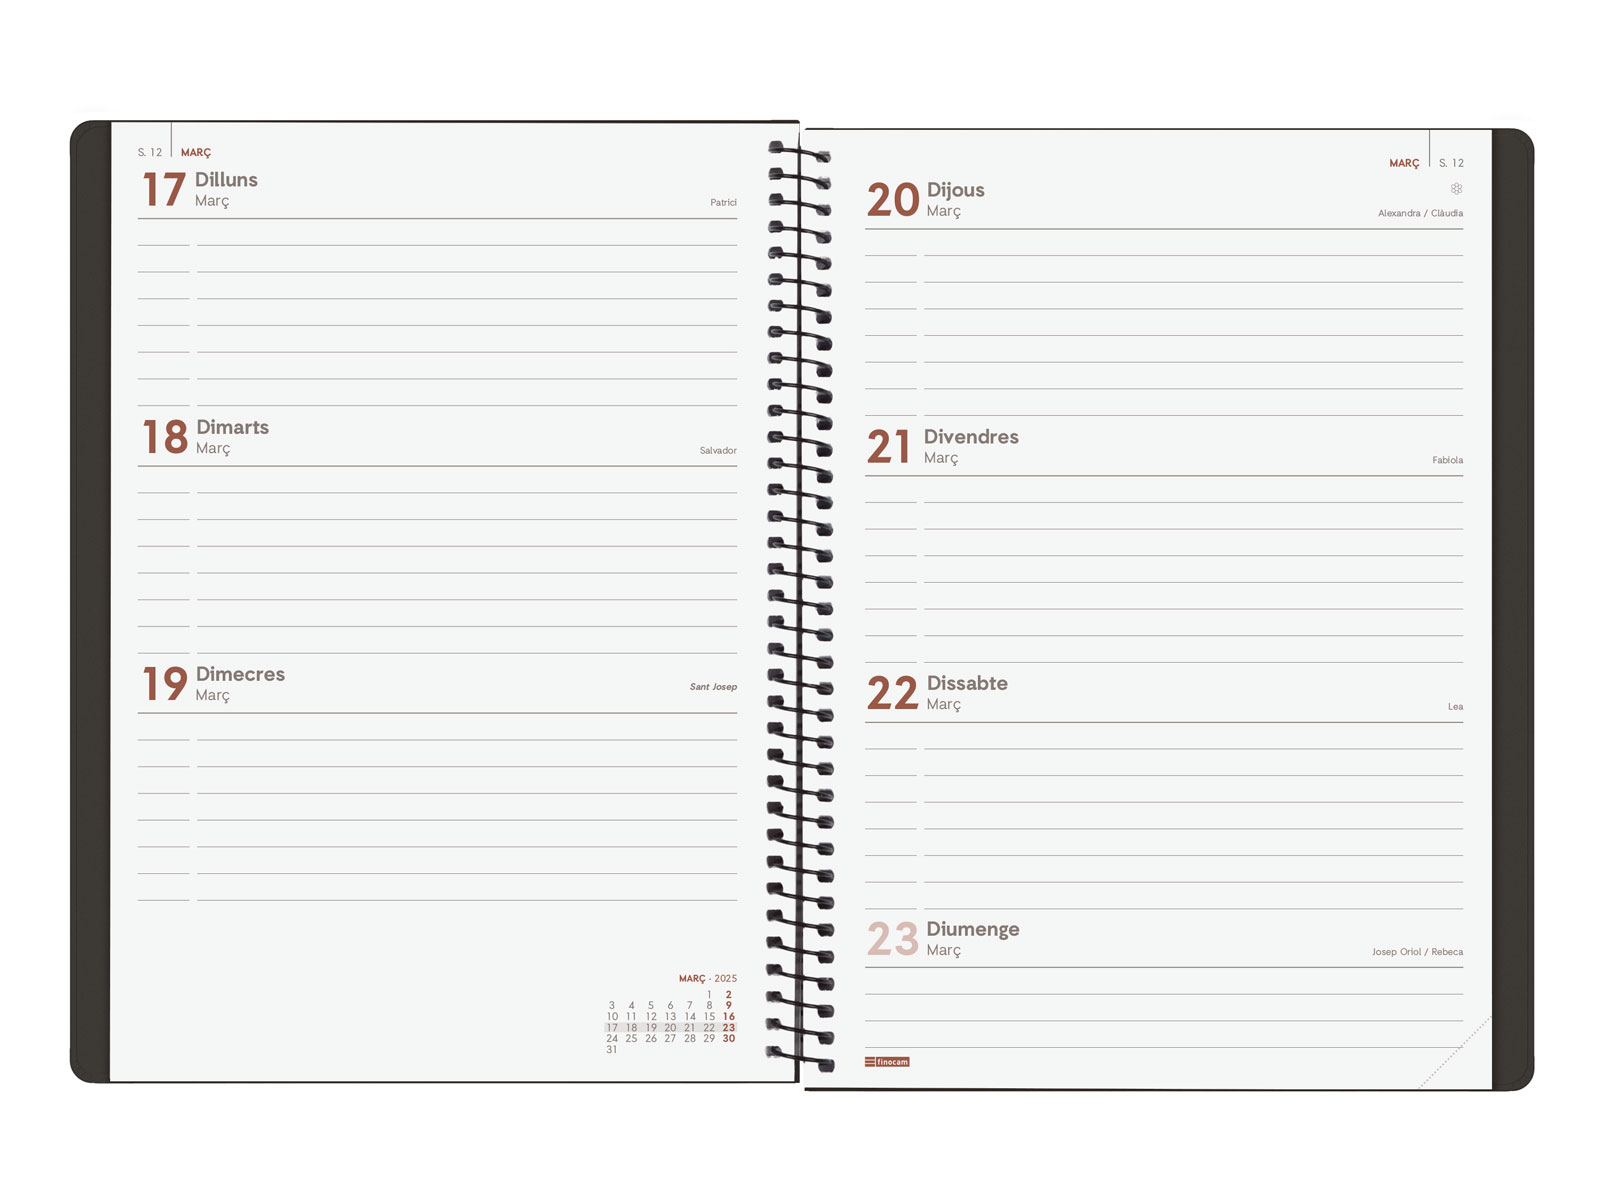 S. 12 MARÇ
17 Dilluns
Març
Patrici
18 Dimarts
Març
Salvador
19 Dimecres
Març
Sant Josep
MARÇ - 2025
1 2
3 4 5 6 7 8 9
10 11 12 13 14 15 16
17 18 19 20 21 22 23
24 25 26 27 28 29 30
31
MARÇ S. 12
20 Dijous
Març
Alexandra / Clàudia
21 Divendres
Març
Fabiola
22 Dissabte
Març
Lea
23 Diumenge
Març
Josep Oriol / Rebeca
finocam